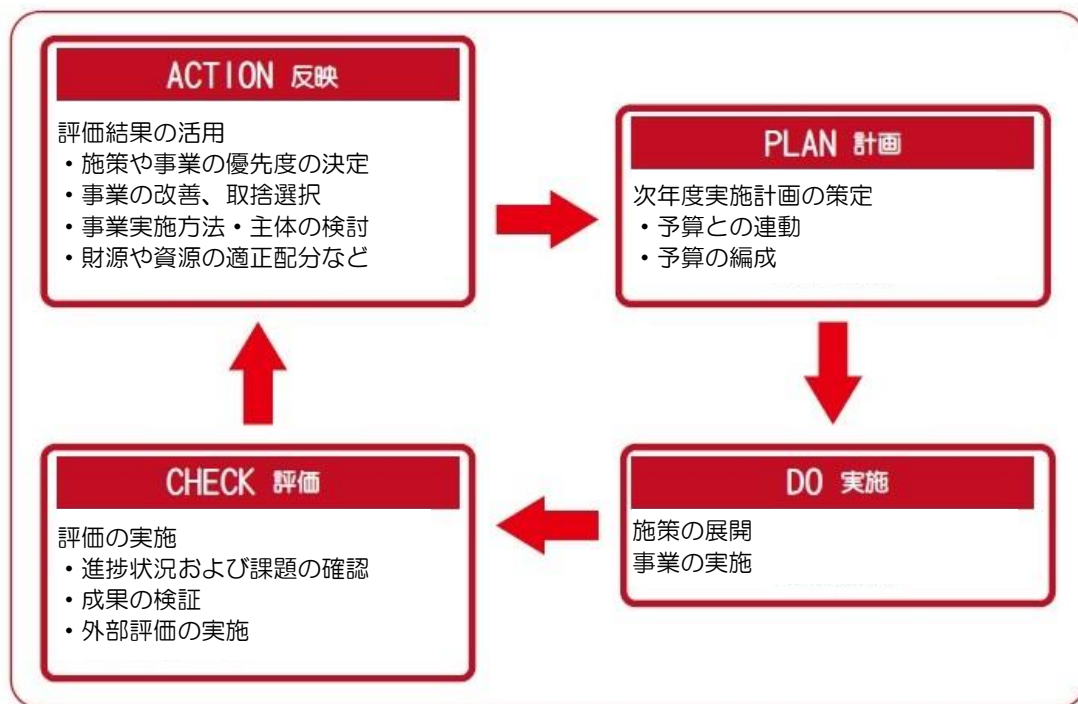 ACTION 反映
評価結果の活用
・施策や事業の優先度の決定
・事業の改善、取捨選択
・事業実施方法・主体の検討
・財源や資源の適正配分など
PLAN 計画
次年度実施計画の策定
・予算との連動
・予算の編成
DO 実施
施策の展開
事業の実施
CHECK 評価
評価の実施
・進捗状況および課題の確認
・成果の検証
・外部評価の実施